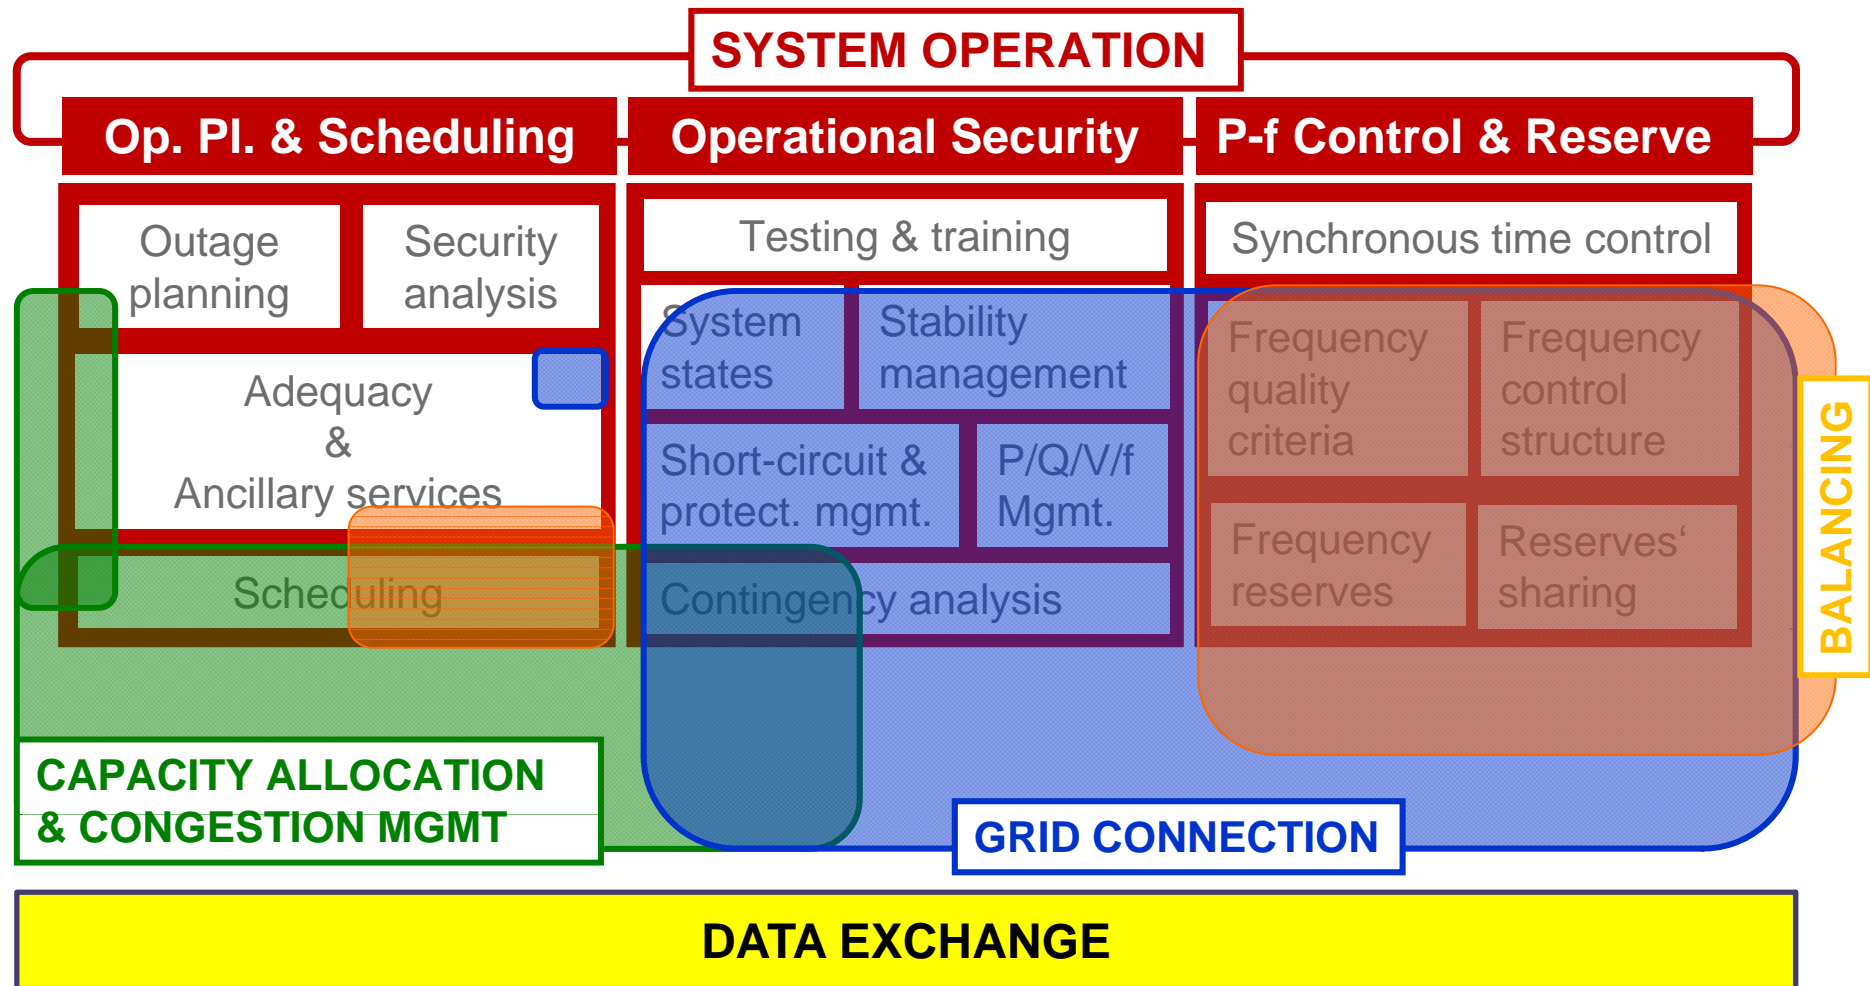 SYSTEM OPERATION
Op. Pl. & Scheduling
Operational Security
P-f Control & Reserve
Outage
planning
Security
analysis
Adequacy
&
Ancillary services
Scheduling
Testing & training
System
states
Stability
management
Short-circuit &
protect. mgmt.
P/Q/V/f
Mgmt.
Contingency analysis
Synchronous time control
Frequency
quality
criteria
Frequency
control
structure
Frequency
reserves
Reserves‘
sharing
BALANCING
CAPACITY ALLOCATION
& CONGESTION MGMT
GRID CONNECTION
DATA EXCHANGE